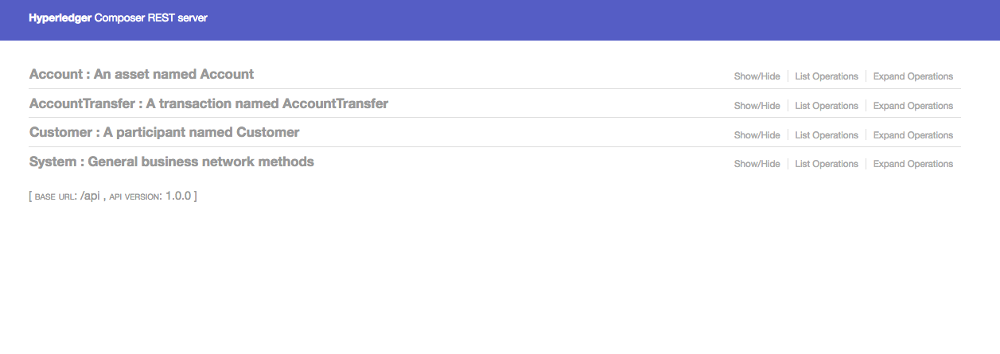 Hyperledger Composer REST server
Account : An asset named Account Show/Hide List Operations Expand Operations
AccountTransfer : A transaction named AccountTransfer Show/Hide List Operations Expand Operations
Customer : A participant named Customer Show/Hide List Operations Expand Operations
System : General business network methods Show/Hide List Operations Expand Operations
[ BASE URL: /api , API VERSION: 1.0.0 ]